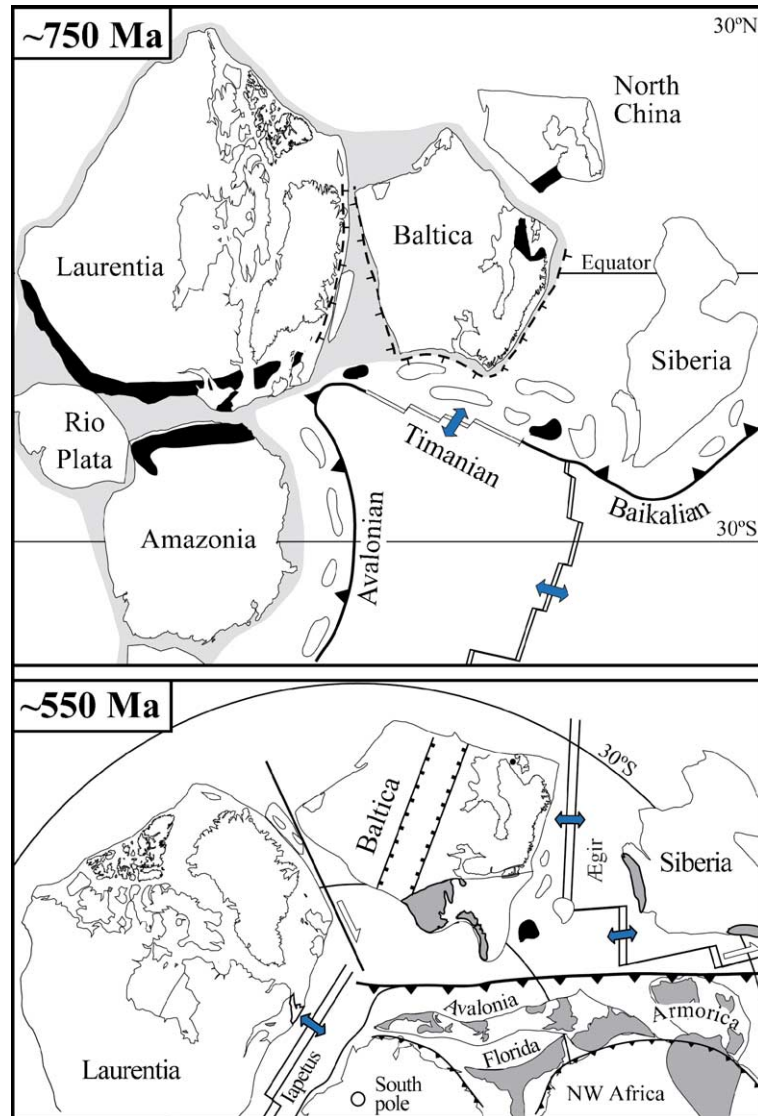 ~750 Ma
30ºN
North
China
Laurentia
Baltica
Equator
Siberia
Rio
Plata
Timanian
Baikalian
Amazonia
Avalonian
30ºS
~550 Ma
30ºS
Baltica
Ægir
Siberia
Avalonia
Armorica
Florida
Laurentia
Iapetus
South
pole
NW Africa